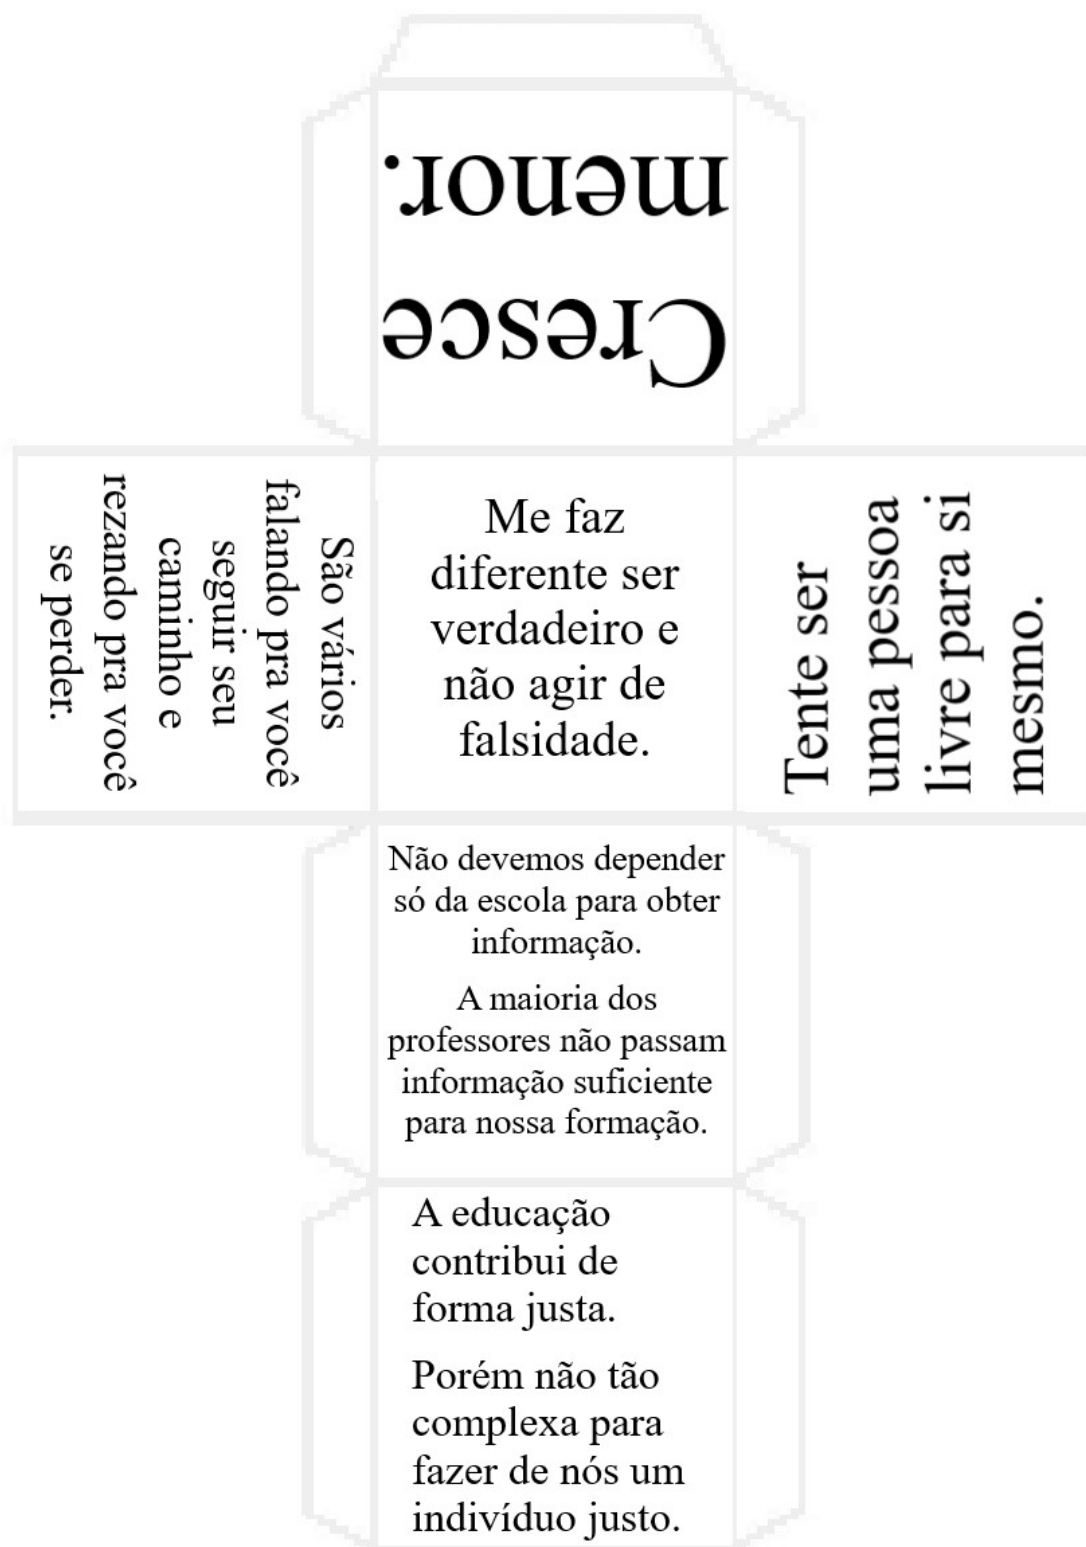 Cresce
menor.
São vários
falando pra você
seguir seu
caminho e
rezando pra você
se perder.
Me faz
diferente ser
verdadeiro e
não agir de
falsidade.
Tente ser
uma pessoa
livre para si
mesmo.
Não devemos depender
só da escola para obter
informação.
A maioria dos
professores não passam
informação suficiente
para nossa formação.
A educação
contribui de
forma justa.
Porém não tão
complexa para
fazer de nós um
indivíduo justo.